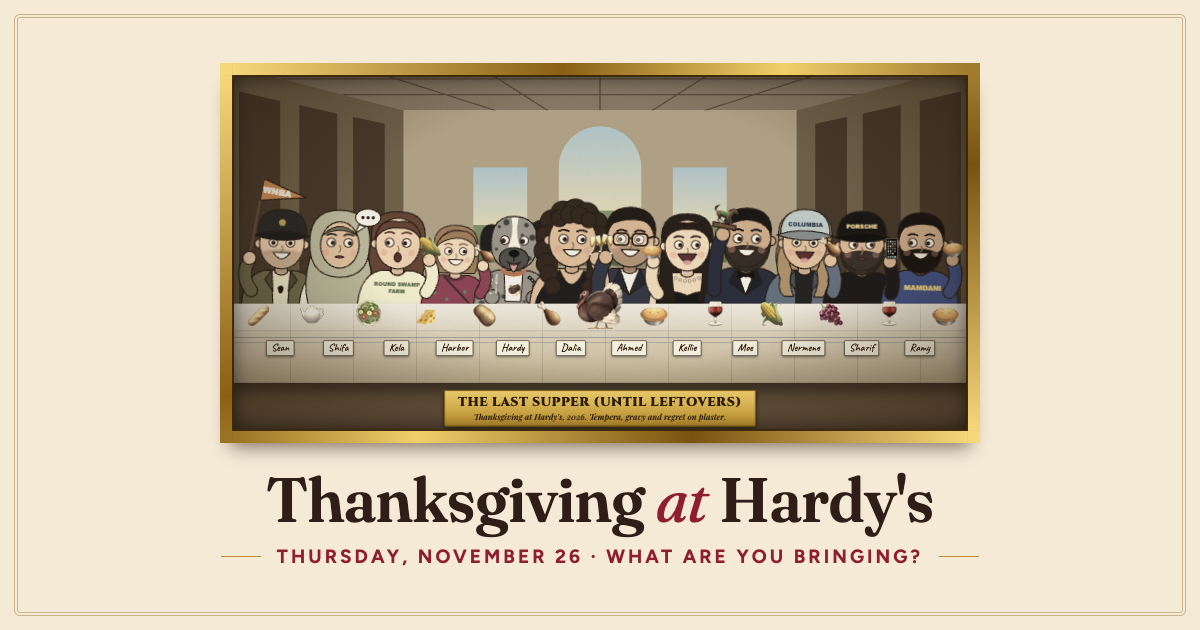 WNBA
COLUMBIA
PORSCHE
ROUND SWAMP
FARM
MAMDANI
Sean
Shifa
Kela
Harbor
Hardy
Dalia
Ahmed
Kellie
Moe
Nermene
Sharif
Ramy
THE LAST SUPPER (UNTIL LEFTOVERS)
Thanksgiving at Hardy's, 2026. Tempera, gravy and regret on plaster.
Thanksgiving at Hardy's
THURSDAY, NOVEMBER 26 · WHAT ARE YOU BRINGING?